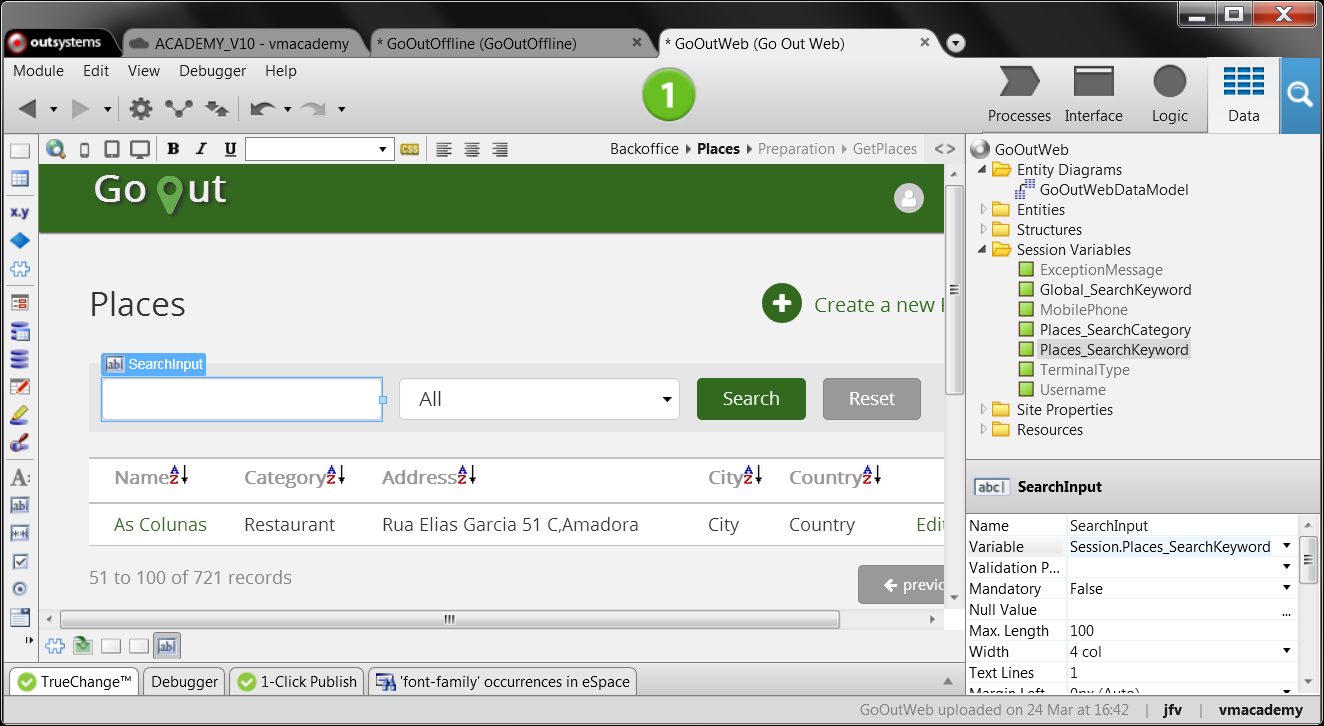 outsystems
ACADEMY_V10 - vmacademy
* GoOutOffline (GoOutOffline)
* GoOutWeb (Go Out Web)
Module Edit View Debugger Help
1
Processes Interface Logic Data
B I U
CSS
Backoffice Places Preparation GetPlaces < >
Go Out
Places
Create a new
SearchInput
All
Search
Reset
Name Category Address City Country
As Colunas Restaurant Rua Elias Garcia 51 C,Amadora City Country Edit
51 to 100 of 721 records
previo
x.y
GoOutWeb
Entity Diagrams
GoOutWebDataModel
Entities
Structures
Session Variables
ExceptionMessage
Global_SearchKeyword
MobilePhone
Places_SearchCategory
Places_SearchKeyword
TerminalType
Username
Site Properties
Resources
abc SearchInput
Name SearchInput
Variable Session.Places_SearchKeyword
Validation P...
Mandatory False
Null Value ...
Max. Length 100
Width 4 col
Text Lines 1
Margin Left 0px (Auto)
TrueChange™
Debugger
1-Click Publish
'font-family' occurrences in eSpace
GoOutWeb uploaded on 24 Mar at 16:42 | jfv | vmacademy